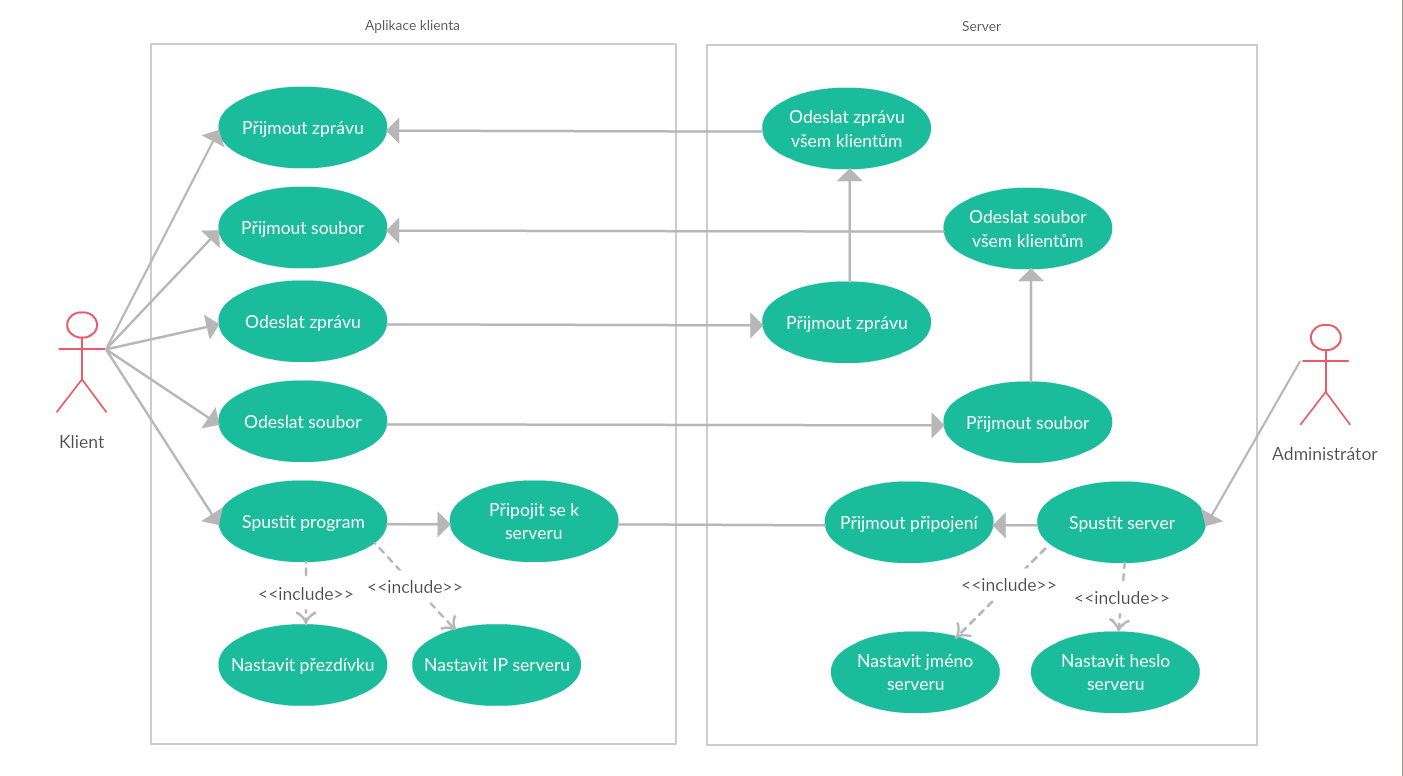 Aplikace klienta
Server
Přijmout zprávu
Odeslat zprávu
všem klientům
Přijmout soubor
Odeslat soubor
všem klientům
Odeslat zprávu
Přijmout zprávu
Odeslat soubor
Přijmout soubor
Klient
Administrátor
Spustit program
Připojit se k
serveru
Přijmout připojení
Spustit server
<<include>>
<<include>>
<<include>>
<<include>>
Nastavit přezdívku
Nastavit IP serveru
Nastavit jméno
serveru
Nastavit heslo
serveru